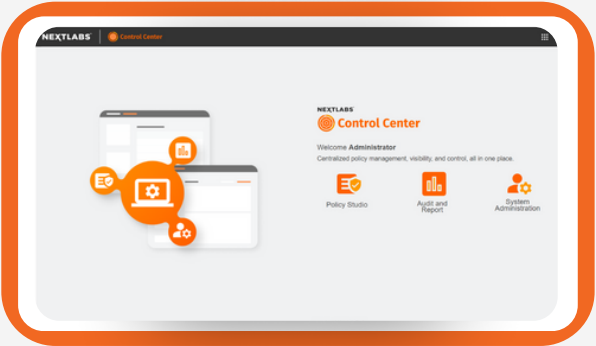 NEXTLABS Control Center
NEXTLABS
Control Center
Welcome Administrator
Centralized policy management, visibility, and control, all in one place.
Policy Studio
Audit and
Report
System
Administration